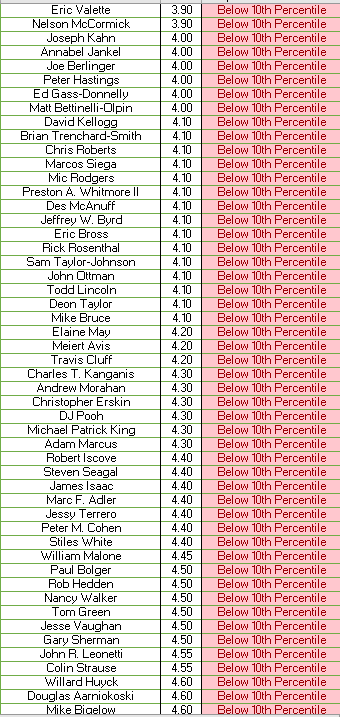 Eric Valette 3.90 Below 10th Percentile
Nelson McCormick 3.90 Below 10th Percentile
Joseph Kahn 4.00 Below 10th Percentile
Annabel Jankel 4.00 Below 10th Percentile
Joe Berlinger 4.00 Below 10th Percentile
Peter Hastings 4.00 Below 10th Percentile
Ed Gass-Donnelly 4.00 Below 10th Percentile
Matt Bettinelli-Olpin 4.00 Below 10th Percentile
David Kellogg 4.10 Below 10th Percentile
Brian Trenchard-Smith 4.10 Below 10th Percentile
Chris Roberts 4.10 Below 10th Percentile
Marcos Siega 4.10 Below 10th Percentile
Mic Rodgers 4.10 Below 10th Percentile
Preston A. Whitmore II 4.10 Below 10th Percentile
Des McAnuff 4.10 Below 10th Percentile
Jeffrey W. Byrd 4.10 Below 10th Percentile
Eric Bross 4.10 Below 10th Percentile
Rick Rosenthal 4.10 Below 10th Percentile
Sam Taylor-Johnson 4.10 Below 10th Percentile
John Ottman 4.10 Below 10th Percentile
Todd Lincoln 4.10 Below 10th Percentile
Deon Taylor 4.10 Below 10th Percentile
Mike Bruce 4.10 Below 10th Percentile
Elaine May 4.20 Below 10th Percentile
Meiert Avis 4.20 Below 10th Percentile
Travis Cluff 4.20 Below 10th Percentile
Charles T. Kanganis 4.30 Below 10th Percentile
Andrew Morahan 4.30 Below 10th Percentile
Christopher Erskin 4.30 Below 10th Percentile
DJ Pooh 4.30 Below 10th Percentile
Michael Patrick King 4.30 Below 10th Percentile
Adam Marcus 4.30 Below 10th Percentile
Robert Iscove 4.40 Below 10th Percentile
Steven Seagal 4.40 Below 10th Percentile
James Isaac 4.40 Below 10th Percentile
Marc F. Adler 4.40 Below 10th Percentile
Jessy Terrero 4.40 Below 10th Percentile
Peter M. Cohen 4.40 Below 10th Percentile
Stiles White 4.40 Below 10th Percentile
William Malone 4.45 Below 10th Percentile
Paul Bolger 4.50 Below 10th Percentile
Rob Hedden 4.50 Below 10th Percentile
Nancy Walker 4.50 Below 10th Percentile
Tom Green 4.50 Below 10th Percentile
Jesse Vaughan 4.50 Below 10th Percentile
Gary Sherman 4.50 Below 10th Percentile
John R. Leonetti 4.55 Below 10th Percentile
Colin Strause 4.55 Below 10th Percentile
Willard Huyck 4.60 Below 10th Percentile
Douglas Aarniokoski 4.60 Below 10th Percentile
Mike Bigelow 4.60 Below 10th Percentile